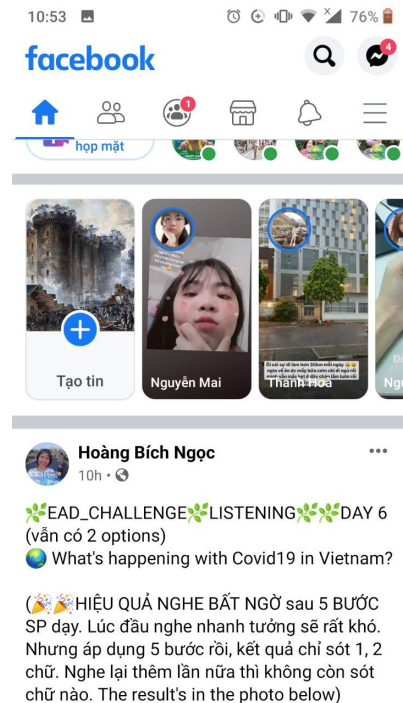 10:53
76%
facebook
4
1
họp mặt
Tạo tin
Nguyễn Mai
Thanh Hoà
Ngu
Hoàng Bích Ngọc
10h
EAD_CHALLENGE🌿LISTENING🌿🌿DAY 6
(vẫn có 2 options)
What's happening with Covid19 in Vietnam?
(🎉🎉HIỆU QUẢ NGHE BẤT NGỜ sau 5 BƯỚC
SP dạy. Lúc đầu nghe nhanh tưởng sẽ rất khó.
Nhưng áp dụng 5 bước rồi, kết quả chỉ sót 1, 2
chữ. Nghe lại thêm lần nữa thì không còn sót
chữ nào. The result's in the photo below)